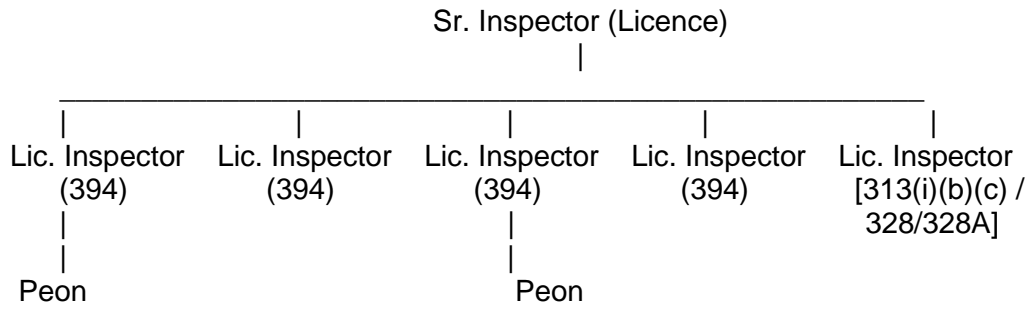 Sr. Inspector (Licence)
Lic. Inspector Lic. Inspector Lic. Inspector Lic. Inspector Lic. Inspector
(394) (394) (394) (394) [313(i)(b)(c) /
328/328A]
Peon Peon